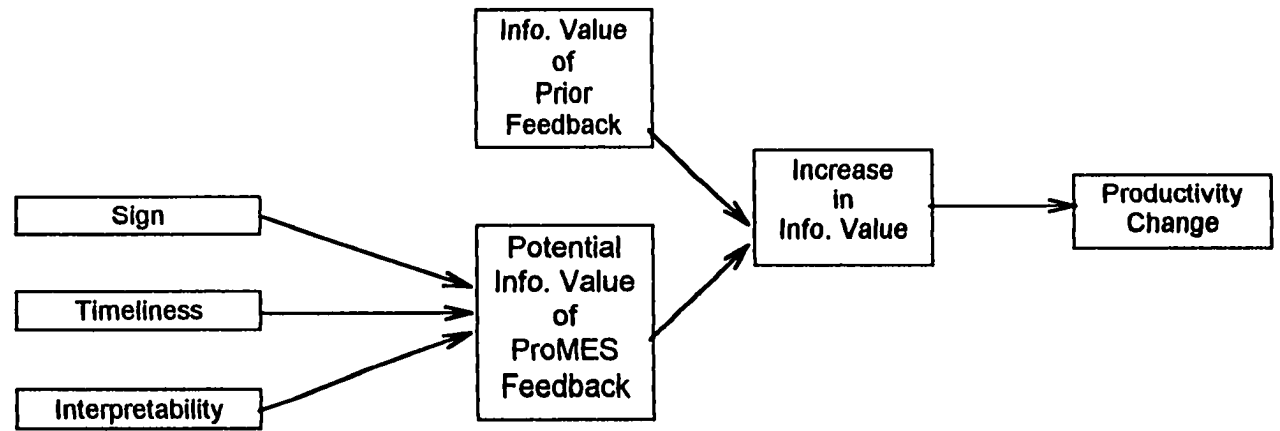 Info. Value
of
Prior
Feedback
Sign
Timeliness
Interpretability
Potential
Info. Value
of
ProMES
Feedback
Increase
in
Info. Value
Productivity
Change